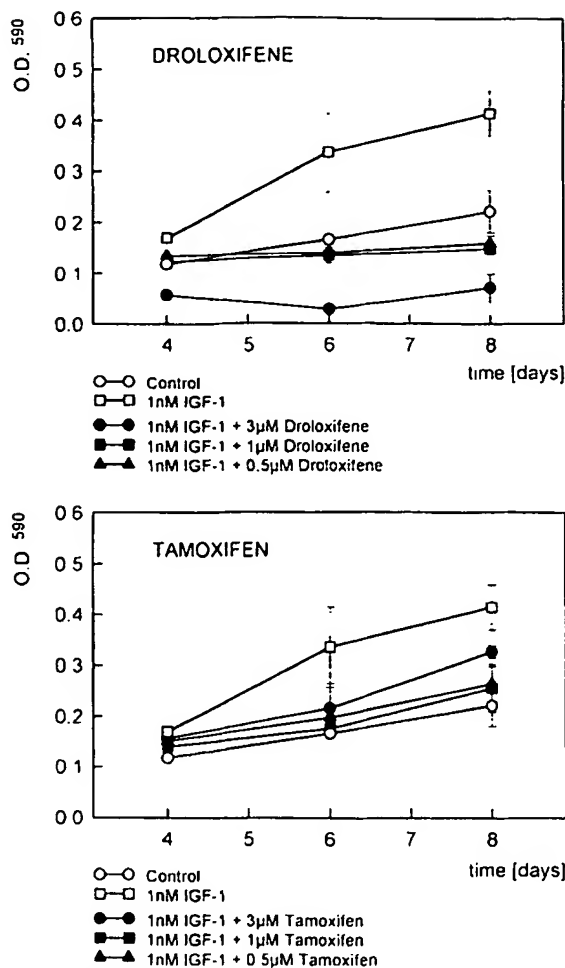 O.D. 590
0.6
0.5
0.4
0.3
0.2
0.1
0.0
DROLOXIFENE
4 5 6 7 8
time [days]
Control
1nM IGF-1
1nM IGF-1 + 3µM Droloxifene
1nM IGF-1 + 1µM Droloxifene
1nM IGF-1 + 0.5µM Droloxifene
O.D 590
0.6
0.5
0.4
0.3
0.2
0.1
0.0
TAMOXIFEN
4 5 6 7 8
time [days]
Control
1nM IGF-1
1nM IGF-1 + 3µM Tamoxifen
1nM IGF-1 + 1µM Tamoxifen
1nM IGF-1 + 0.5µM Tamoxifen